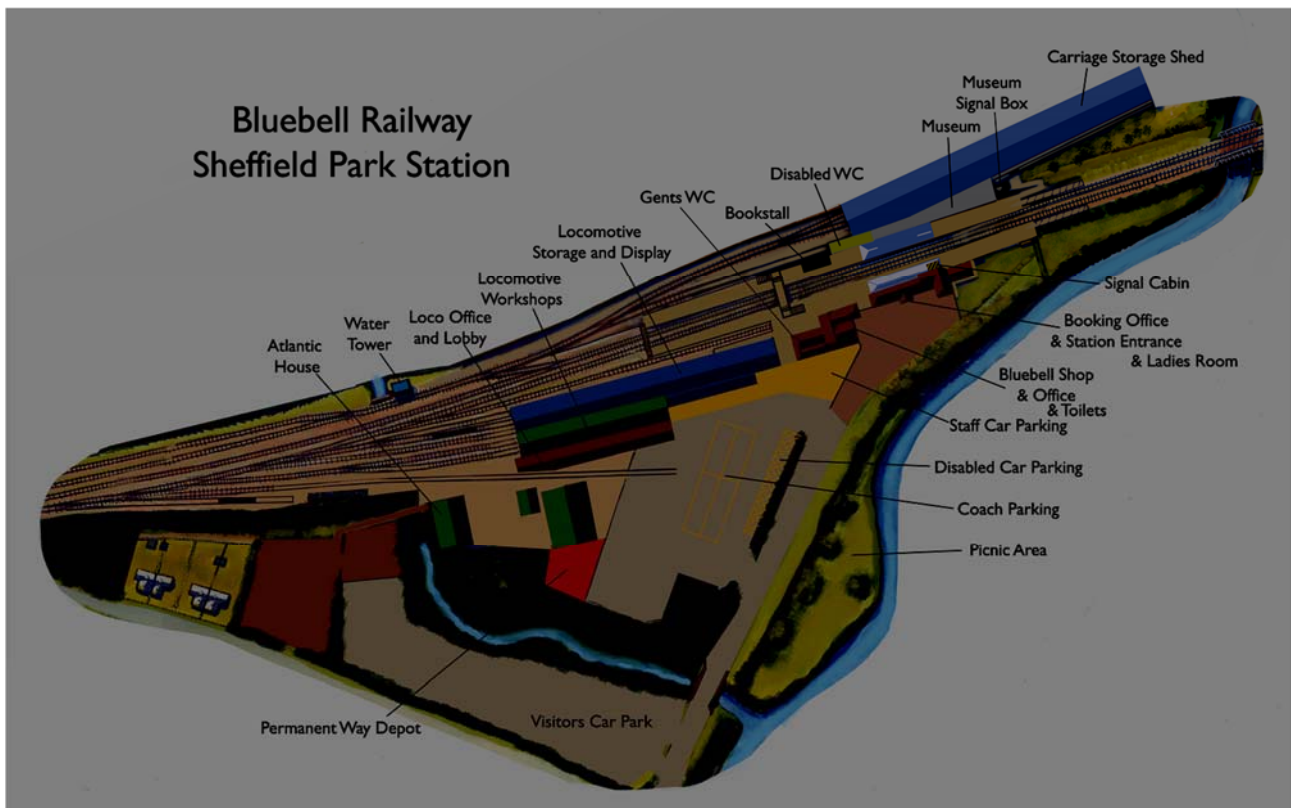 Bluebell Railway
Sheffield Park Station
Carriage Storage Shed
Museum
Signal Box
Museum
Disabled WC
Gents WC
Bookstall
Locomotive
Storage and Display
Locomotive
Workshops
Loco Office
and Lobby
Water
Tower
Atlantic
House
Signal Cabin
Booking Office
& Station Entrance
& Ladies Room
Bluebell Shop
& Office
& Toilets
Staff Car Parking
Disabled Car Parking
Coach Parking
Picnic Area
Permanent Way Depot
Visitors Car Park